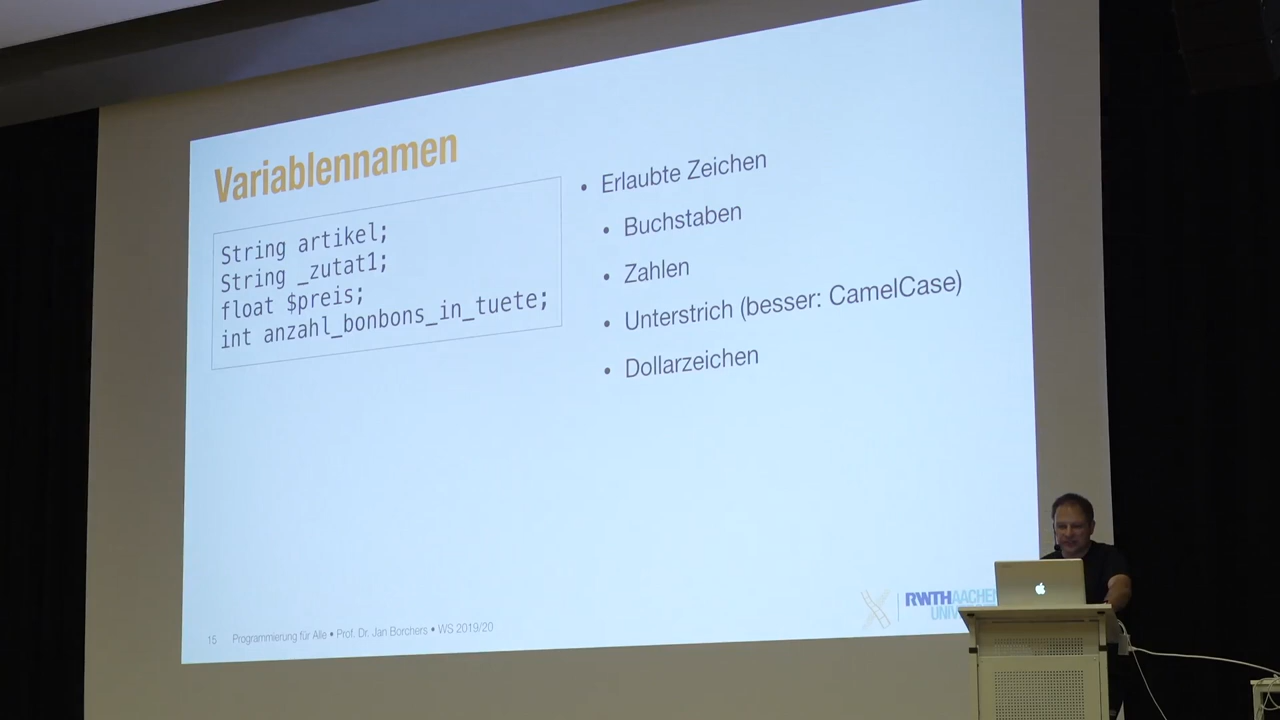 Variablennamen
String artikel;
String _zutat1;
float $preis;
int anzahl_bonbons_in_tuete;
• Erlaubte Zeichen
• Buchstaben
• Zahlen
• Unterstrich (besser: CamelCase)
• Dollarzeichen
15 Programmierung für Alle • Prof. Dr. Jan Borchers • WS 2019/20
RWTHAACHEN
UNIV